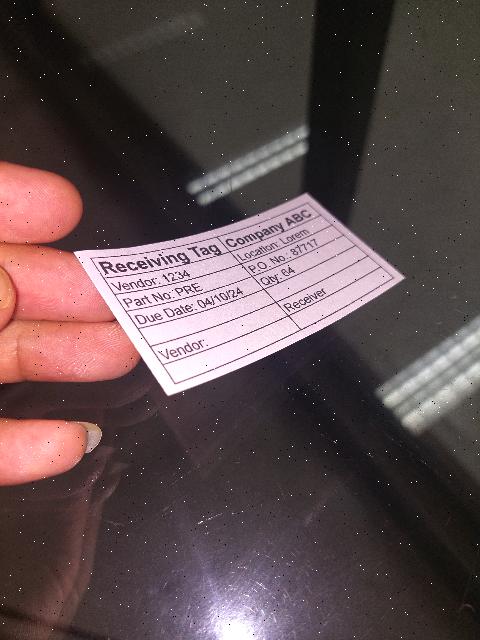 Receiving Tag Company ABC
Vendor: 1234 Location: Lorem
Part No: PRE P.O. No.: 87717
Due Date: 04/10/24 Qty: 64
Vendor: Receiver